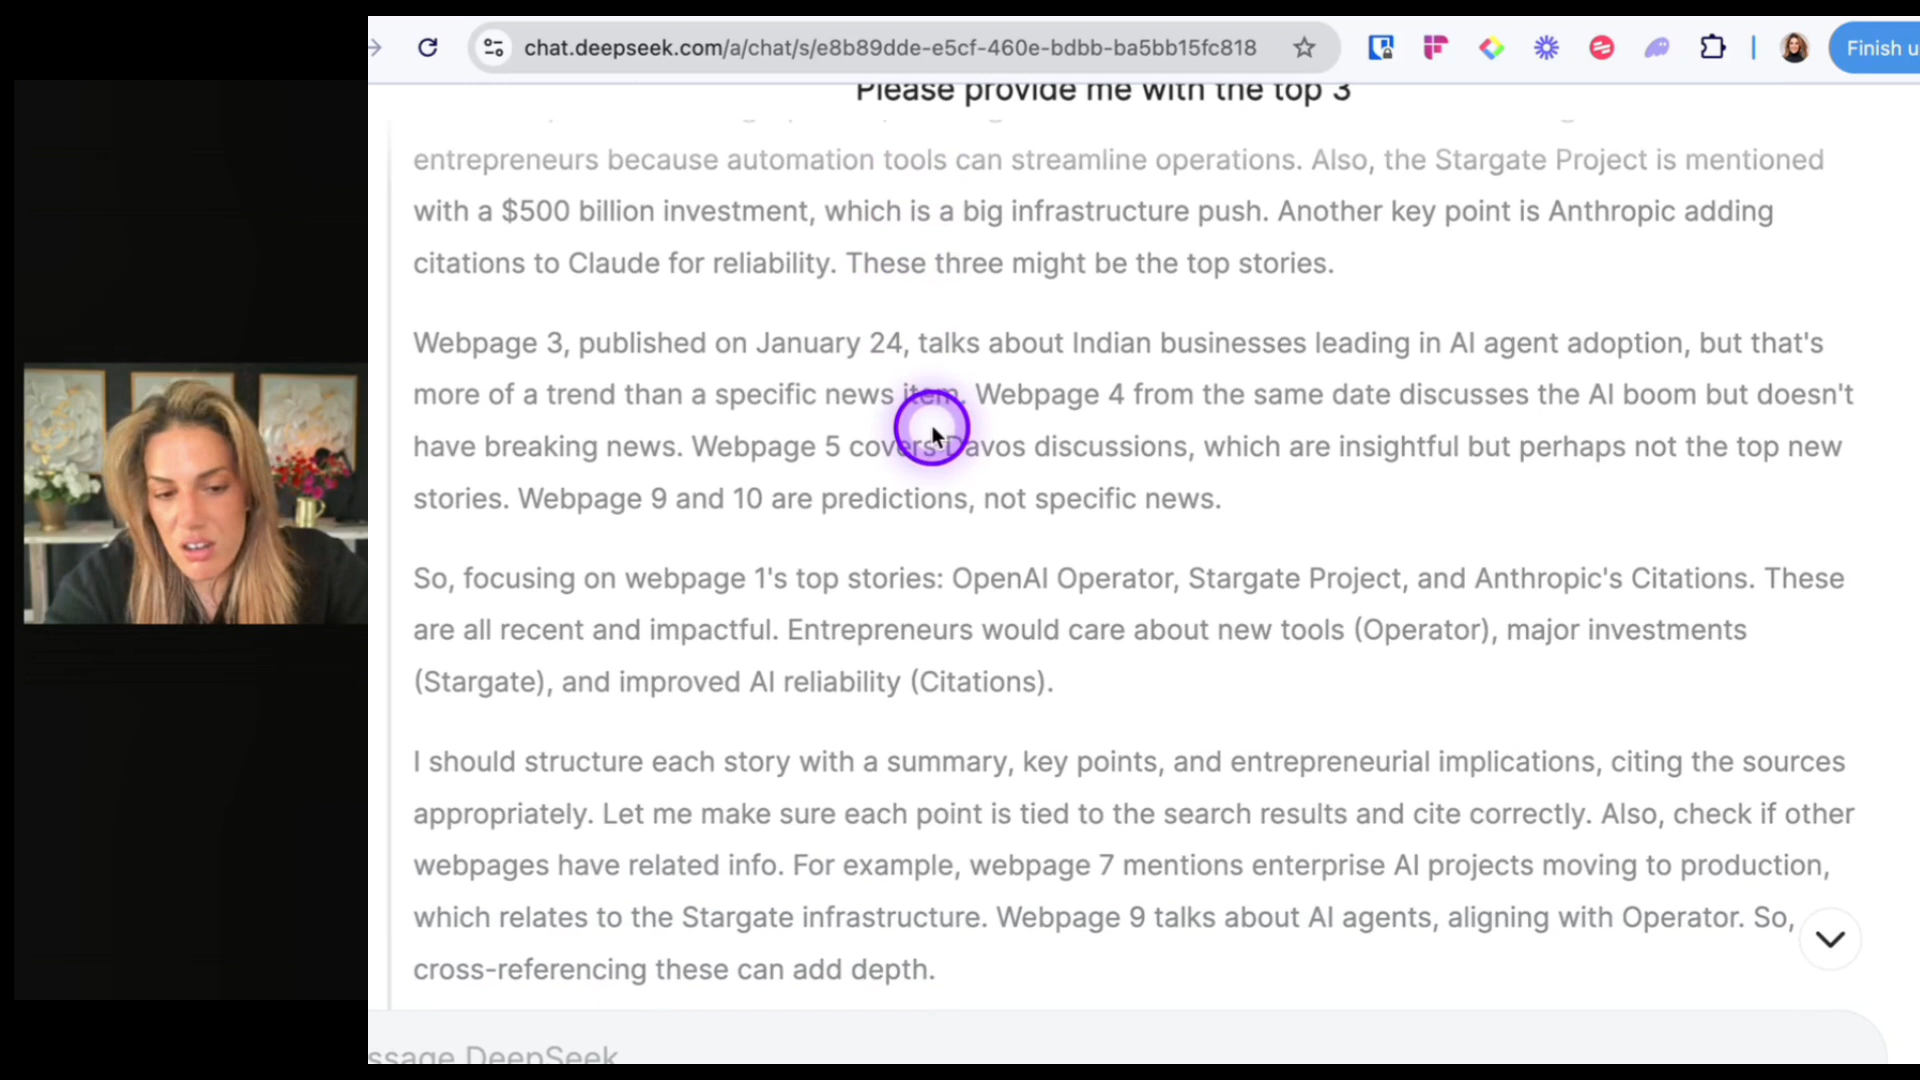 chat.deepseek.com/a/chat/s/e8b89dde-e5cf-460e-bdbb-ba5bb15fc818
Finish u
Please provide me with the top 3
entrepreneurs because automation tools can streamline operations. Also, the Stargate Project is mentioned
with a $500 billion investment, which is a big infrastructure push. Another key point is Anthropic adding
citations to Claude for reliability. These three might be the top stories.
Webpage 3, published on January 24, talks about Indian businesses leading in AI agent adoption, but that's
more of a trend than a specific news item. Webpage 4 from the same date discusses the AI boom but doesn't
have breaking news. Webpage 5 covers Davos discussions, which are insightful but perhaps not the top new
stories. Webpage 9 and 10 are predictions, not specific news.
So, focusing on webpage 1's top stories: OpenAI Operator, Stargate Project, and Anthropic's Citations. These
are all recent and impactful. Entrepreneurs would care about new tools (Operator), major investments
(Stargate), and improved AI reliability (Citations).
I should structure each story with a summary, key points, and entrepreneurial implications, citing the sources
appropriately. Let me make sure each point is tied to the search results and cite correctly. Also, check if other
webpages have related info. For example, webpage 7 mentions enterprise AI projects moving to production,
which relates to the Stargate infrastructure. Webpage 9 talks about AI agents, aligning with Operator. So,
cross-referencing these can add depth.
ssage DeepSeek